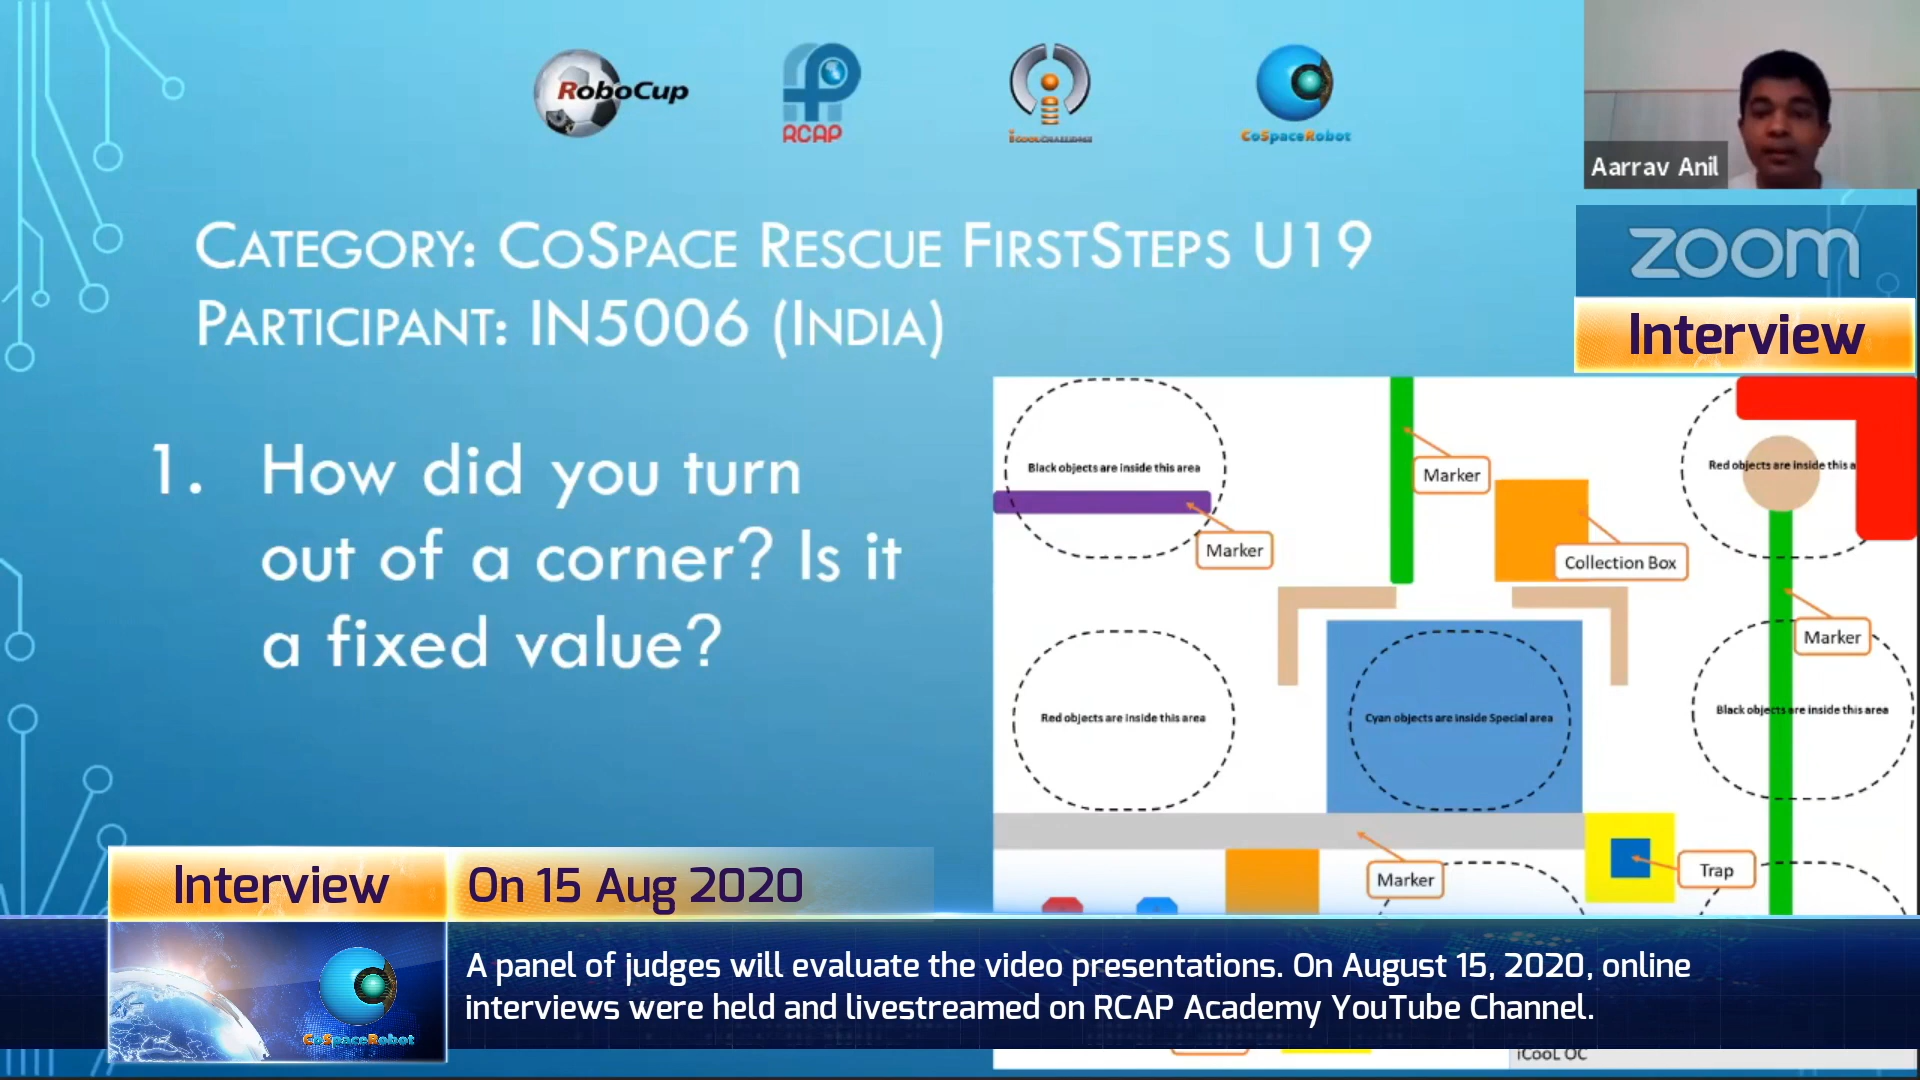 RoboCup
RCAP
iCOOLCHALLENGE
CoSpaceRobot
Aarrav Anil
zoom
Interview
CATEGORY: COSPACE RESCUE FIRSTSTEPS U19
PARTICIPANT: IN5006 (INDIA)
1. How did you turn
out of a corner? Is it
a fixed value?
Black objects are inside this area
Marker
Marker
Collection Box
Red objects are inside this a
Marker
Red objects are inside this area
Cyan objects are inside Special area
Black objects are inside this area
Marker
Trap
Interview
On 15 Aug 2020
A panel of judges will evaluate the video presentations. On August 15, 2020, online
interviews were held and livestreamed on RCAP Academy YouTube Channel.
CoSpaceRobot
iCooL OC